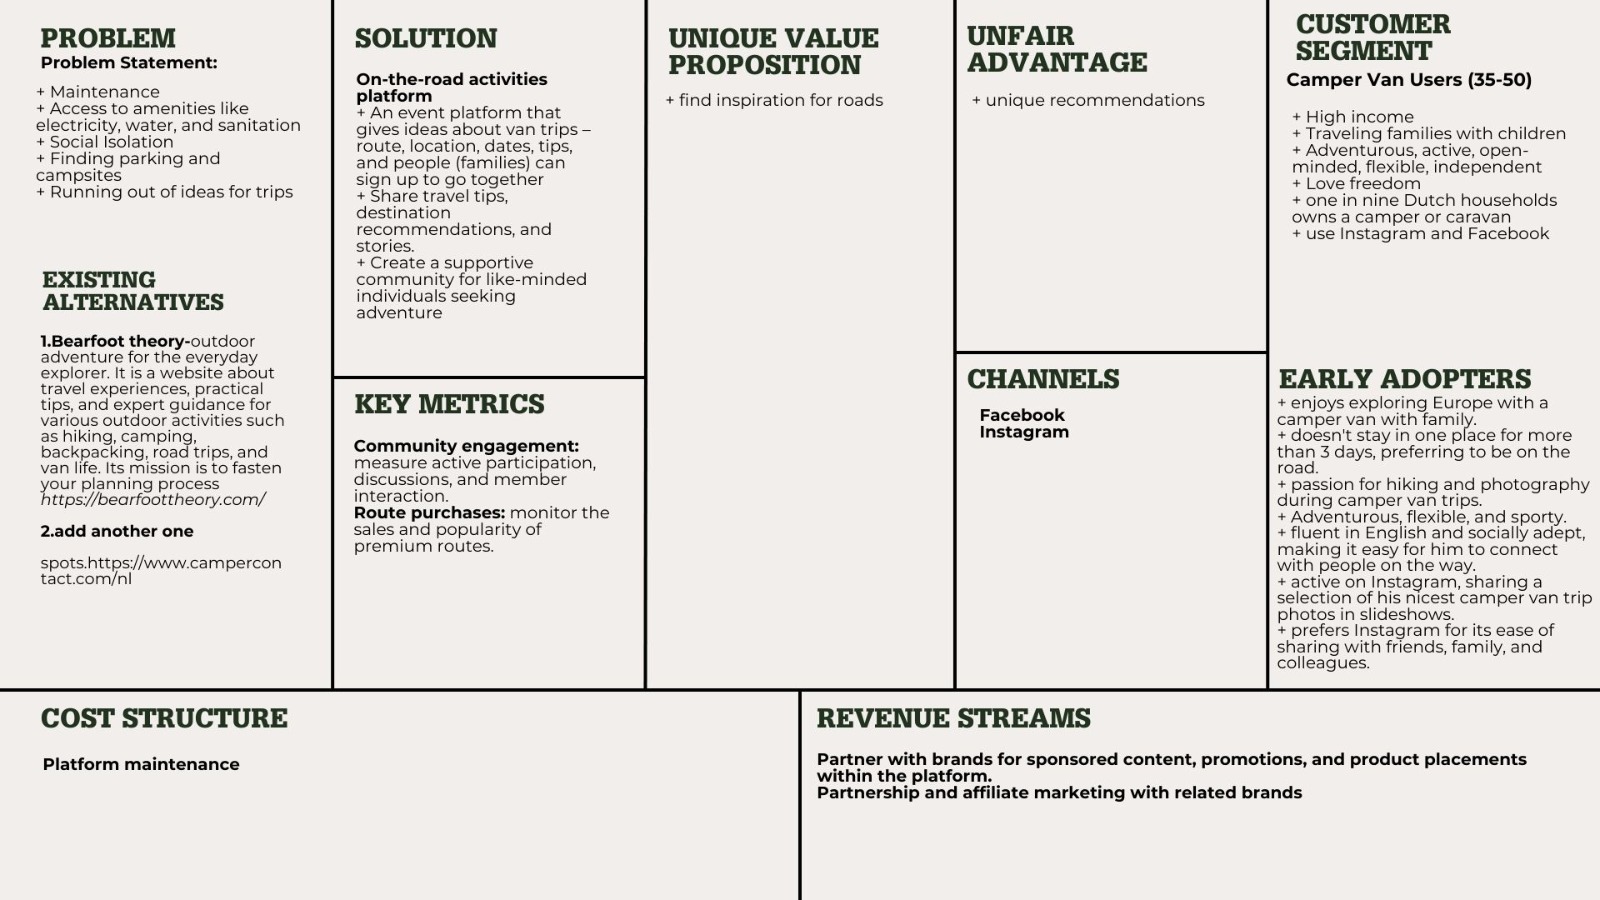 PROBLEM
Problem Statement:
+ Maintenance
+ Access to amenities like
electricity, water, and sanitation
+ Social Isolation
+ Finding parking and
campsites
+ Running out of ideas for trips
EXISTING
ALTERNATIVES
1.Bearfoot theory-outdoor
adventure for the everyday
explorer. It is a website about
travel experiences, practical
tips, and expert guidance for
various outdoor activities such
as hiking, camping,
backpacking, road trips, and
van life. Its mission is to fasten
your planning process
https://bearfoottheory.com/
2.add another one
spots.https://www.campercon
tact.com/nl
SOLUTION
On-the-road activities
platform
+ An event platform that
gives ideas about van trips –
route, location, dates, tips,
and people (families) can
sign up to go together
+ Share travel tips,
destination
recommendations, and
stories.
+ Create a supportive
community for like-minded
individuals seeking
adventure
KEY METRICS
Community engagement:
measure active participation,
discussions, and member
interaction.
Route purchases: monitor the
sales and popularity of
premium routes.
UNIQUE VALUE
PROPOSITION
+ find inspiration for roads
UNFAIR
ADVANTAGE
+ unique recommendations
CHANNELS
Facebook
Instagram
CUSTOMER
SEGMENT
Camper Van Users (35-50)
+ High income
+ Traveling families with children
+ Adventurous, active, open-
minded, flexible, independent
+ Love freedom
+ one in nine Dutch households
owns a camper or caravan
+ use Instagram and Facebook
EARLY ADOPTERS
+ enjoys exploring Europe with a
camper van with family.
+ doesn't stay in one place for more
than 3 days, preferring to be on the
road.
+ passion for hiking and photography
during camper van trips.
+ Adventurous, flexible, and sporty.
+ fluent in English and socially adept,
making it easy for him to connect
with people on the way.
+ active on Instagram, sharing a
selection of his nicest camper van trip
photos in slideshows.
+ prefers Instagram for its ease of
sharing with friends, family, and
colleagues.
COST STRUCTURE
Platform maintenance
REVENUE STREAMS
Partner with brands for sponsored content, promotions, and product placements
within the platform.
Partnership and affiliate marketing with related brands